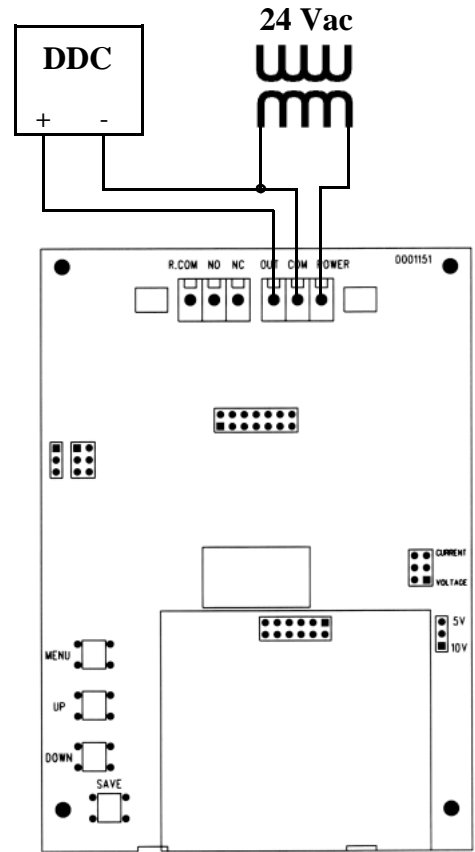 24 Vac
DDC
+ -
R.COM NO NC OUT COM POWER 0001151
CURRENT
VOLTAGE
5V
10V
MENU
UP
DOWN
SAVE